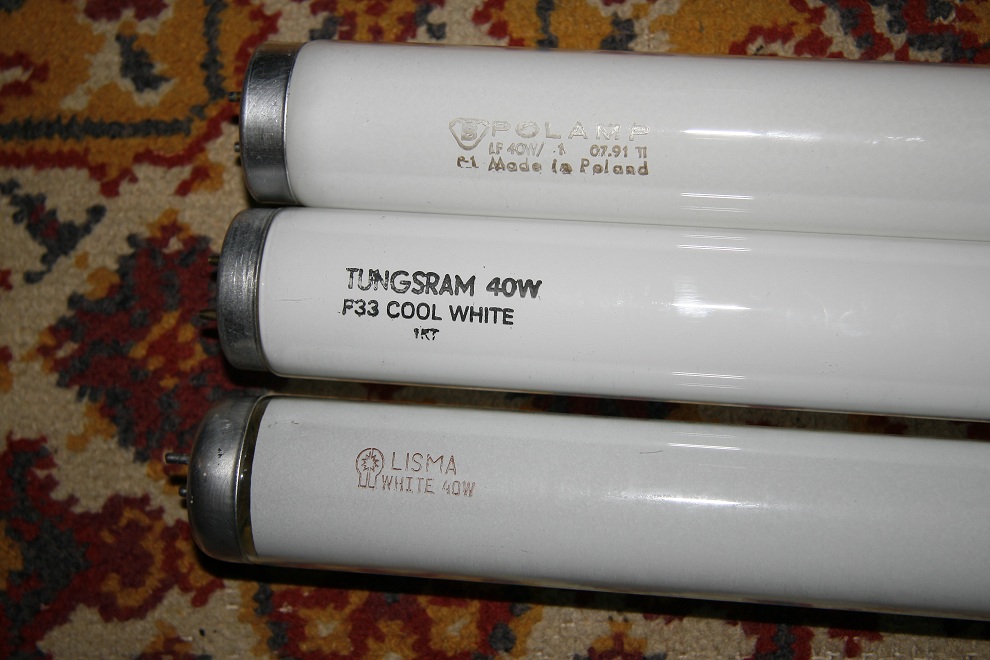 POLAMP
LF 40W/ -1 07.91 TI
Made in Poland
TUNGSRAM 40W
F33 COOL WHITE
LISMA
WHITE 40W